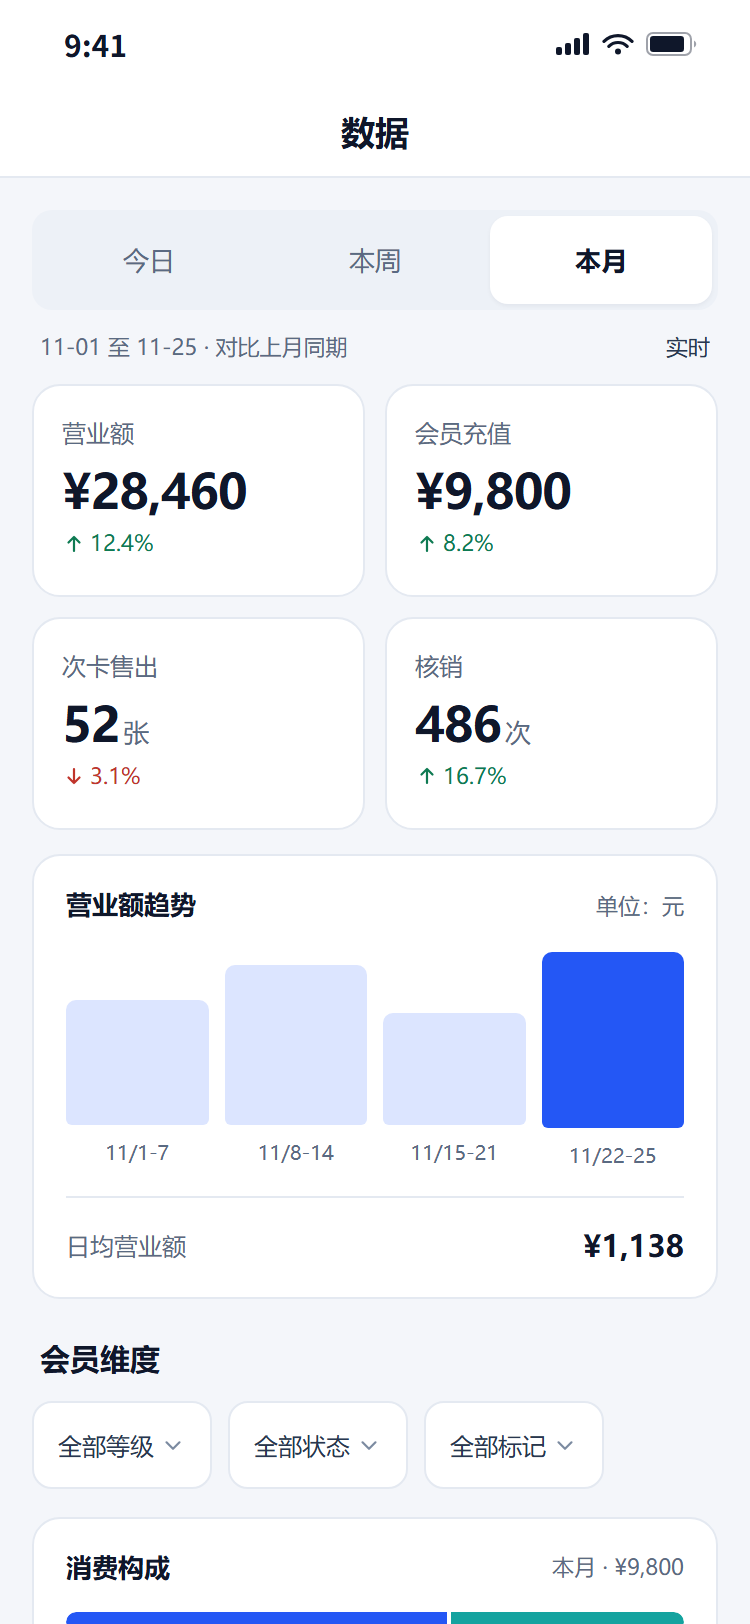 9:41
数据
今日 本周 本月
11-01 至 11-25 · 对比上月同期 实时
营业额 会员充值
¥28,460 ¥9,800
↑ 12.4% ↑ 8.2%
次卡售出 核销
52张 486次
↓ 3.1% ↑ 16.7%
营业额趋势 单位：元
11/1-7 11/8-14 11/15-21 11/22-25
日均营业额 ¥1,138
会员维度
全部等级 全部状态 全部标记
消费构成 本月 · ¥9,800